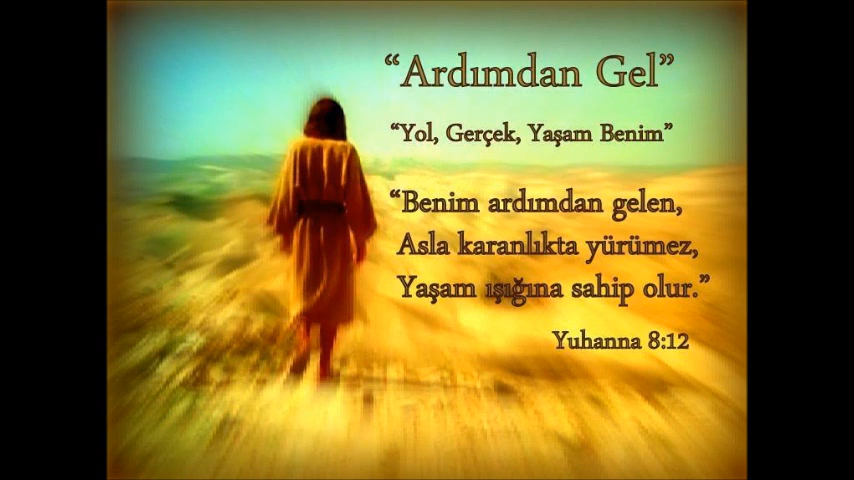 “Ardımdan Gel”
“Yol, Gerçek, Yaşam Benim”
“Benim ardımdan gelen,
Asla karanlıkta yürümez,
Yaşam ışığına sahip olur.”
Yuhanna 8:12